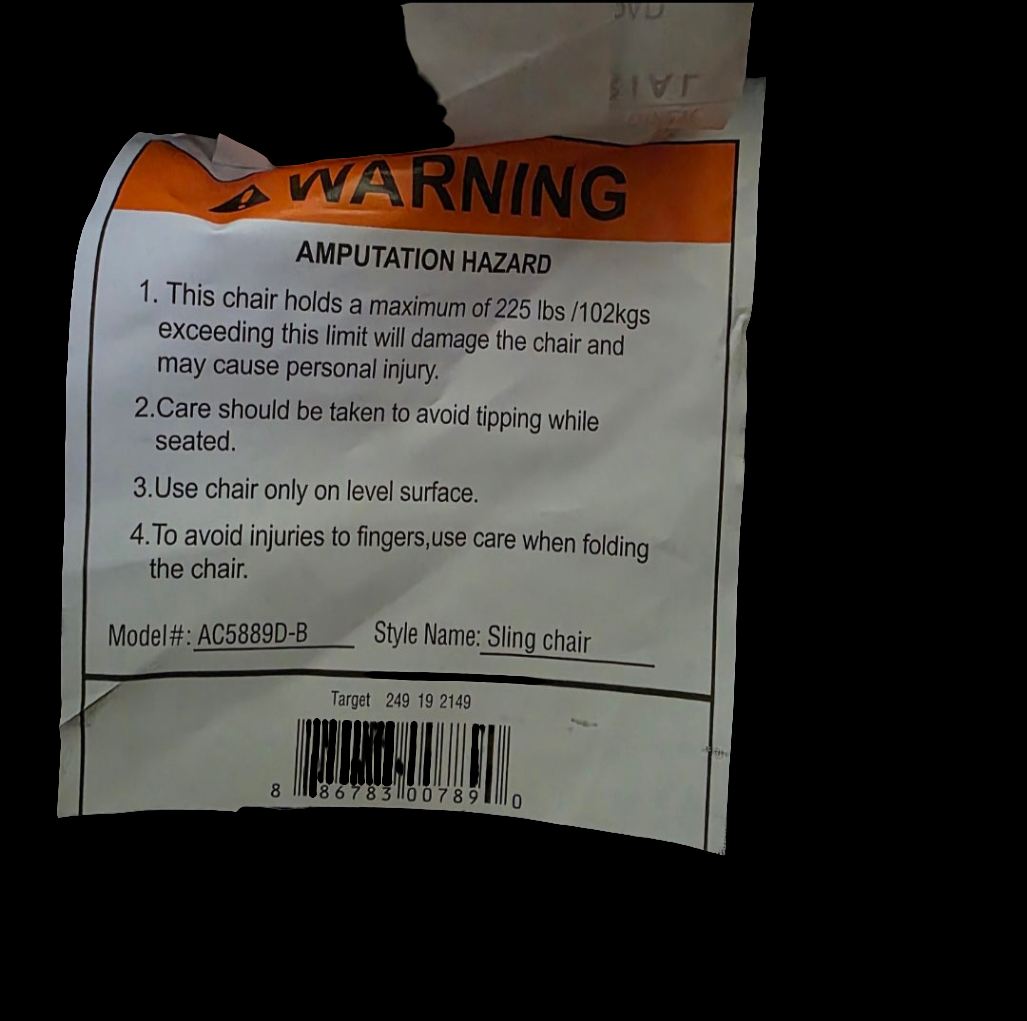 WARNING
AMPUTATION HAZARD
1. This chair holds a maximum of 225 lbs /102kgs
exceeding this limit will damage the chair and
may cause personal injury.
2.Care should be taken to avoid tipping while
seated.
3.Use chair only on level surface.
4.To avoid injuries to fingers,use care when folding
the chair.
Model#: AC5889D-B Style Name: Sling chair
Target 249 19 2149
8 86783 00789 0